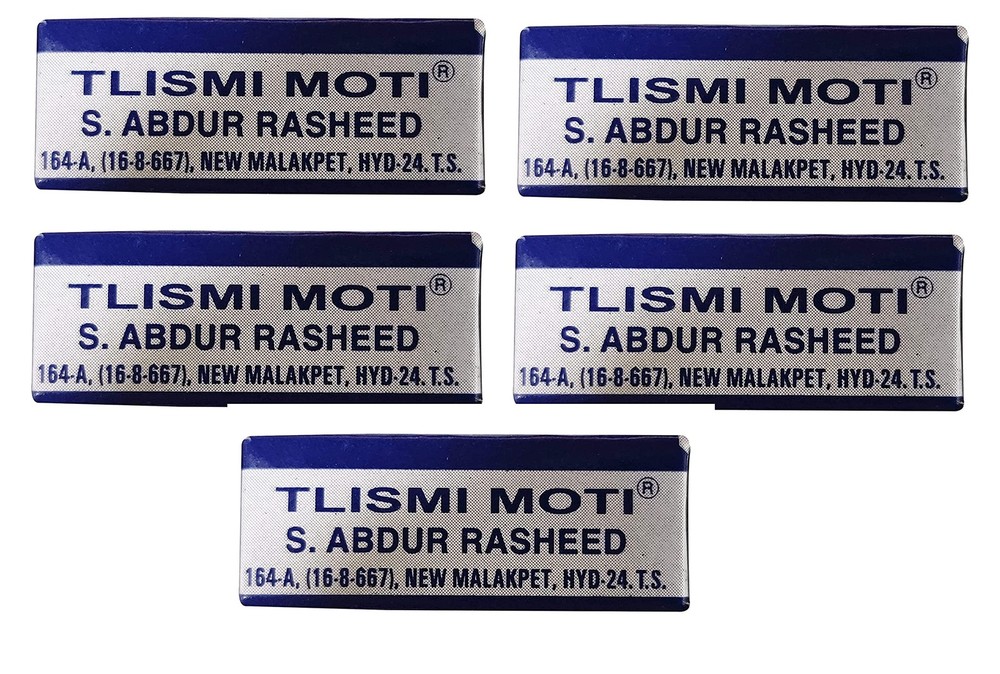 TLISMI MOTI®
S. ABDUR RASHEED
164-A, (16-8-667), NEW MALAKPET, HYD-24. T.S.
TLISMI MOTI®
S. ABDUR RASHEED
164-A, (16-8-667), NEW MALAKPET, HYD-24. T.S.
TLISMI MOTI®
S. ABDUR RASHEED
164-A, (16-8-667), NEW MALAKPET, HYD-24. T.S.
TLISMI MOTI®
S. ABDUR RASHEED
164-A, (16-8-667), NEW MALAKPET, HYD-24. T.S.
TLISMI MOTI®
S. ABDUR RASHEED
164-A, (16-8-667), NEW MALAKPET, HYD-24. T.S.